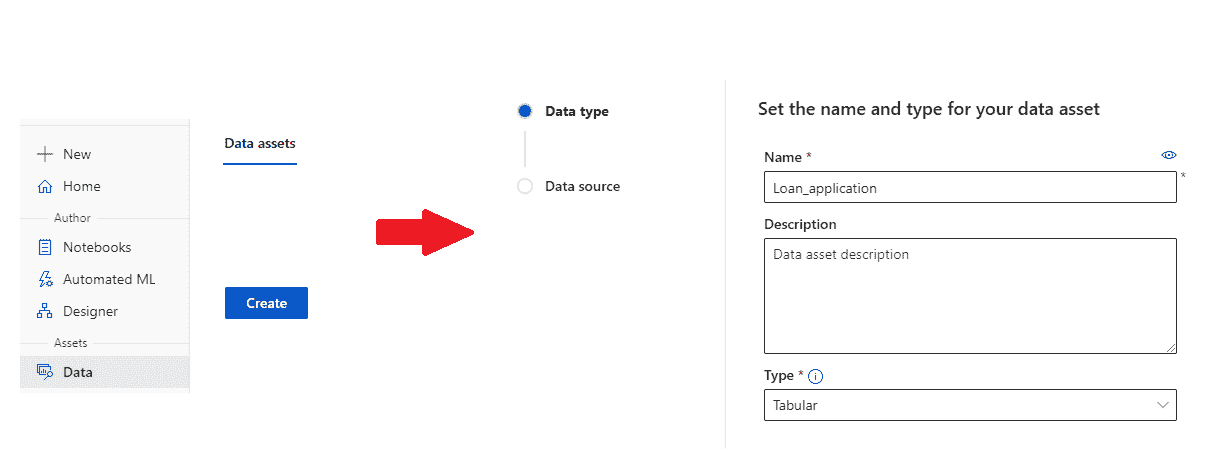 New
Home
Author
Notebooks
Automated ML
Designer
Assets
Data
Data assets
Create
Data type
Data source
Set the name and type for your data asset
Name *
Loan_application
*
Description
Data asset description
Type * i
Tabular